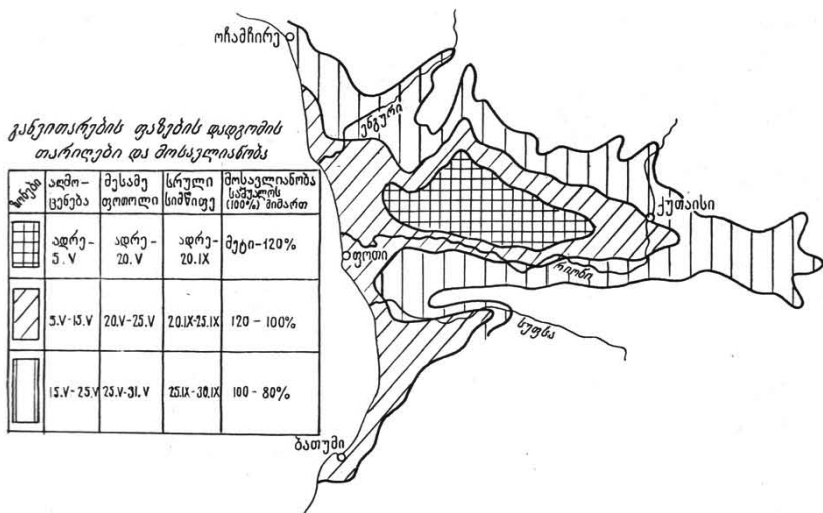 ოჩამჩირე
ენგური
განვითარების ფაზების დადგომის
თარიღები და მოსავლიანობა
ზონები
აღმო-
ცენება
მესამე
ფოთოლი
სრული
სიმწიფე
მოსავლიანობა
საშუალოს
(100%) მიმართ
ადრე-
5.V
ადრე-
20.V
ადრე-
20.IX
მეტი-120%
5.V-15.V
20.V-25.V
20.IX-25.IX
120 - 100%
15.V-25.V
25.V-31.V
25.IX-30.IX
100 - 80%
ქუთაისი
ფოთი
რიონი
სუფსა
ბათუმი